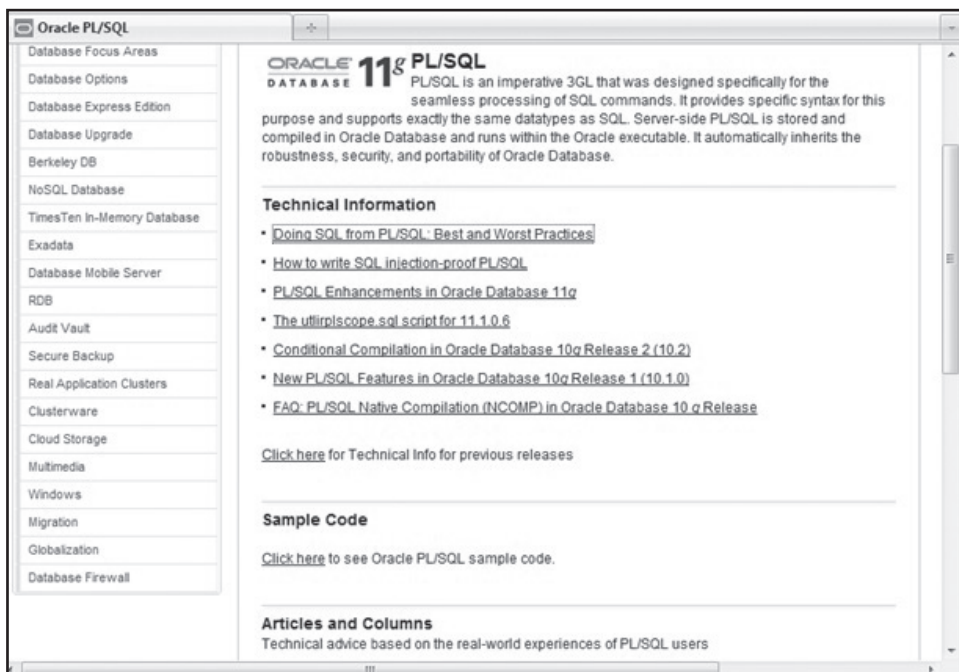 Oracle PL/SQL
Database Focus Areas
Database Options
Database Express Edition
Database Upgrade
Berkeley DB
NoSQL Database
TimesTen In-Memory Database
Exadata
Database Mobile Server
RDB
Audit Vault
Secure Backup
Real Application Clusters
Clusterware
Cloud Storage
Multimedia
Windows
Migration
Globalization
Database Firewall
ORACLE DATABASE 11g PL/SQL
PL/SQL is an imperative 3GL that was designed specifically for the
seamless processing of SQL commands. It provides specific syntax for this
purpose and supports exactly the same datatypes as SQL. Server-side PL/SQL is stored and
compiled in Oracle Database and runs within the Oracle executable. It automatically inherits the
robustness, security, and portability of Oracle Database.
Technical Information
• Doing SQL from PL/SQL: Best and Worst Practices
• How to write SQL injection-proof PL/SQL
• PL/SQL Enhancements in Oracle Database 11g
• The utlirplscope.sql script for 11.1.0.6
• Conditional Compilation in Oracle Database 10g Release 2 (10.2)
• New PL/SQL Features in Oracle Database 10g Release 1 (10.1.0)
• FAQ: PL/SQL Native Compilation (NCOMP) in Oracle Database 10 g Release
Click here for Technical Info for previous releases
Sample Code
Click here to see Oracle PL/SQL sample code.
Articles and Columns
Technical advice based on the real-world experiences of PL/SQL users